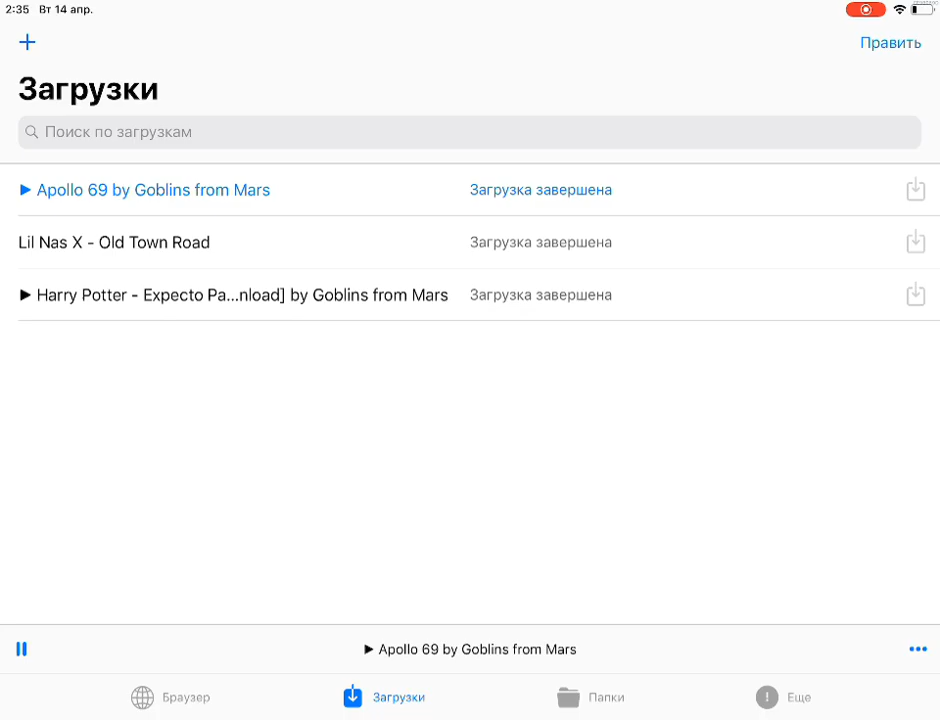 2:35 Вт 14 апр.
Править
Загрузки
Поиск по загрузкам
▶ Apollo 69 by Goblins from Mars Загрузка завершена
Lil Nas X - Old Town Road Загрузка завершена
▶ Harry Potter - Expecto Pa...nload] by Goblins from Mars Загрузка завершена
▶ Apollo 69 by Goblins from Mars
Браузер Загрузки Папки Еще